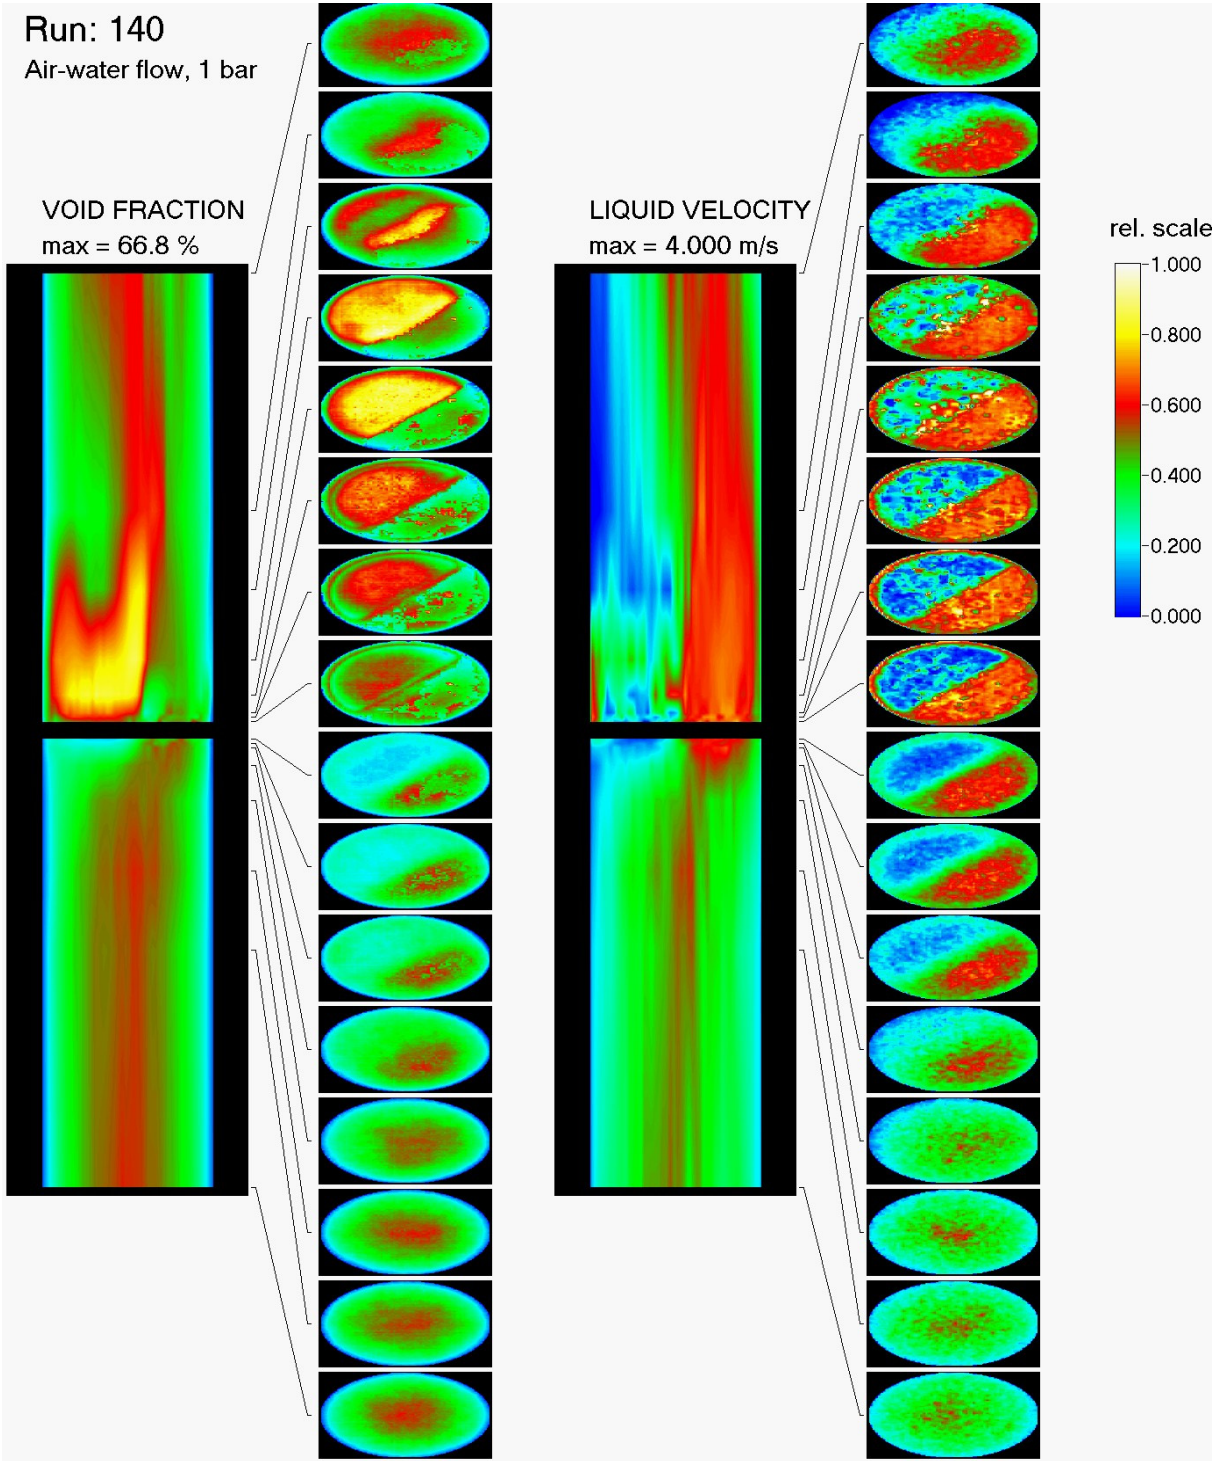 Run: 140
Air-water flow, 1 bar
VOID FRACTION
max = 66.8 %
LIQUID VELOCITY
max = 4.000 m/s
rel. scale
1.000
0.800
0.600
0.400
0.200
0.000